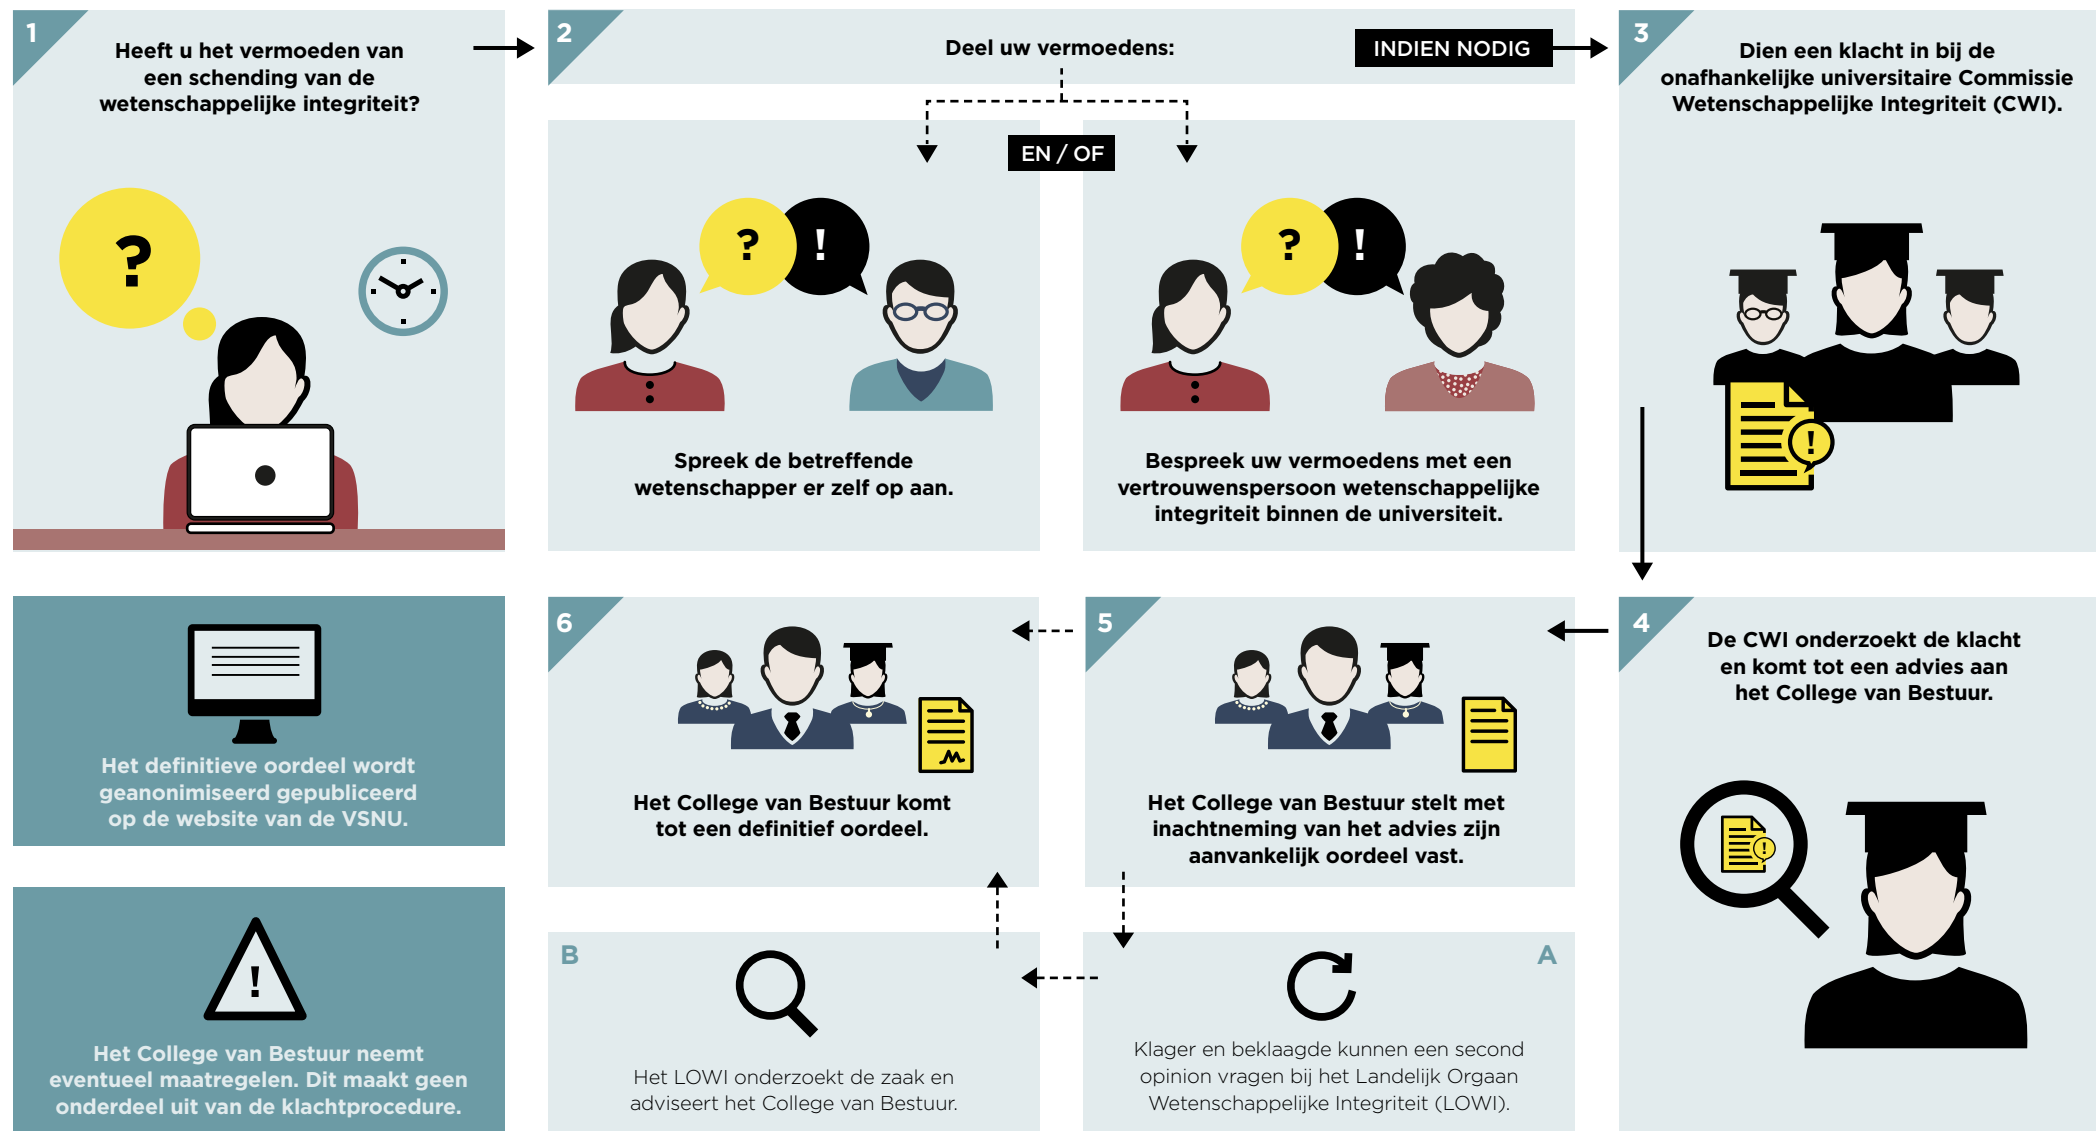 1
Heeft u het vermoeden van
een schending van de
wetenschappelijke integriteit?
?
2
Deel uw vermoedens:
INDIEN NODIG
EN / OF
? !
Spreek de betreffende
wetenschapper er zelf op aan.
? !
Bespreek uw vermoedens met een
vertrouwenspersoon wetenschappelijke
integriteit binnen de universiteit.
3
Dien een klacht in bij de
onafhankelijke universitaire Commissie
Wetenschappelijke Integriteit (CWI).
!
4
De CWI onderzoekt de klacht
en komt tot een advies aan
het College van Bestuur.
!
5
Het College van Bestuur stelt met
inachtneming van het advies zijn
aanvankelijk oordeel vast.
A
Klager en beklaagde kunnen een second
opinion vragen bij het Landelijk Orgaan
Wetenschappelijke Integriteit (LOWI).
B
Het LOWI onderzoekt de zaak en
adviseert het College van Bestuur.
6
Het College van Bestuur komt
tot een definitief oordeel.
Het definitieve oordeel wordt
geanonimiseerd gepubliceerd
op de website van de VSNU.
!
Het College van Bestuur neemt
eventueel maatregelen. Dit maakt geen
onderdeel uit van de klachtprocedure.